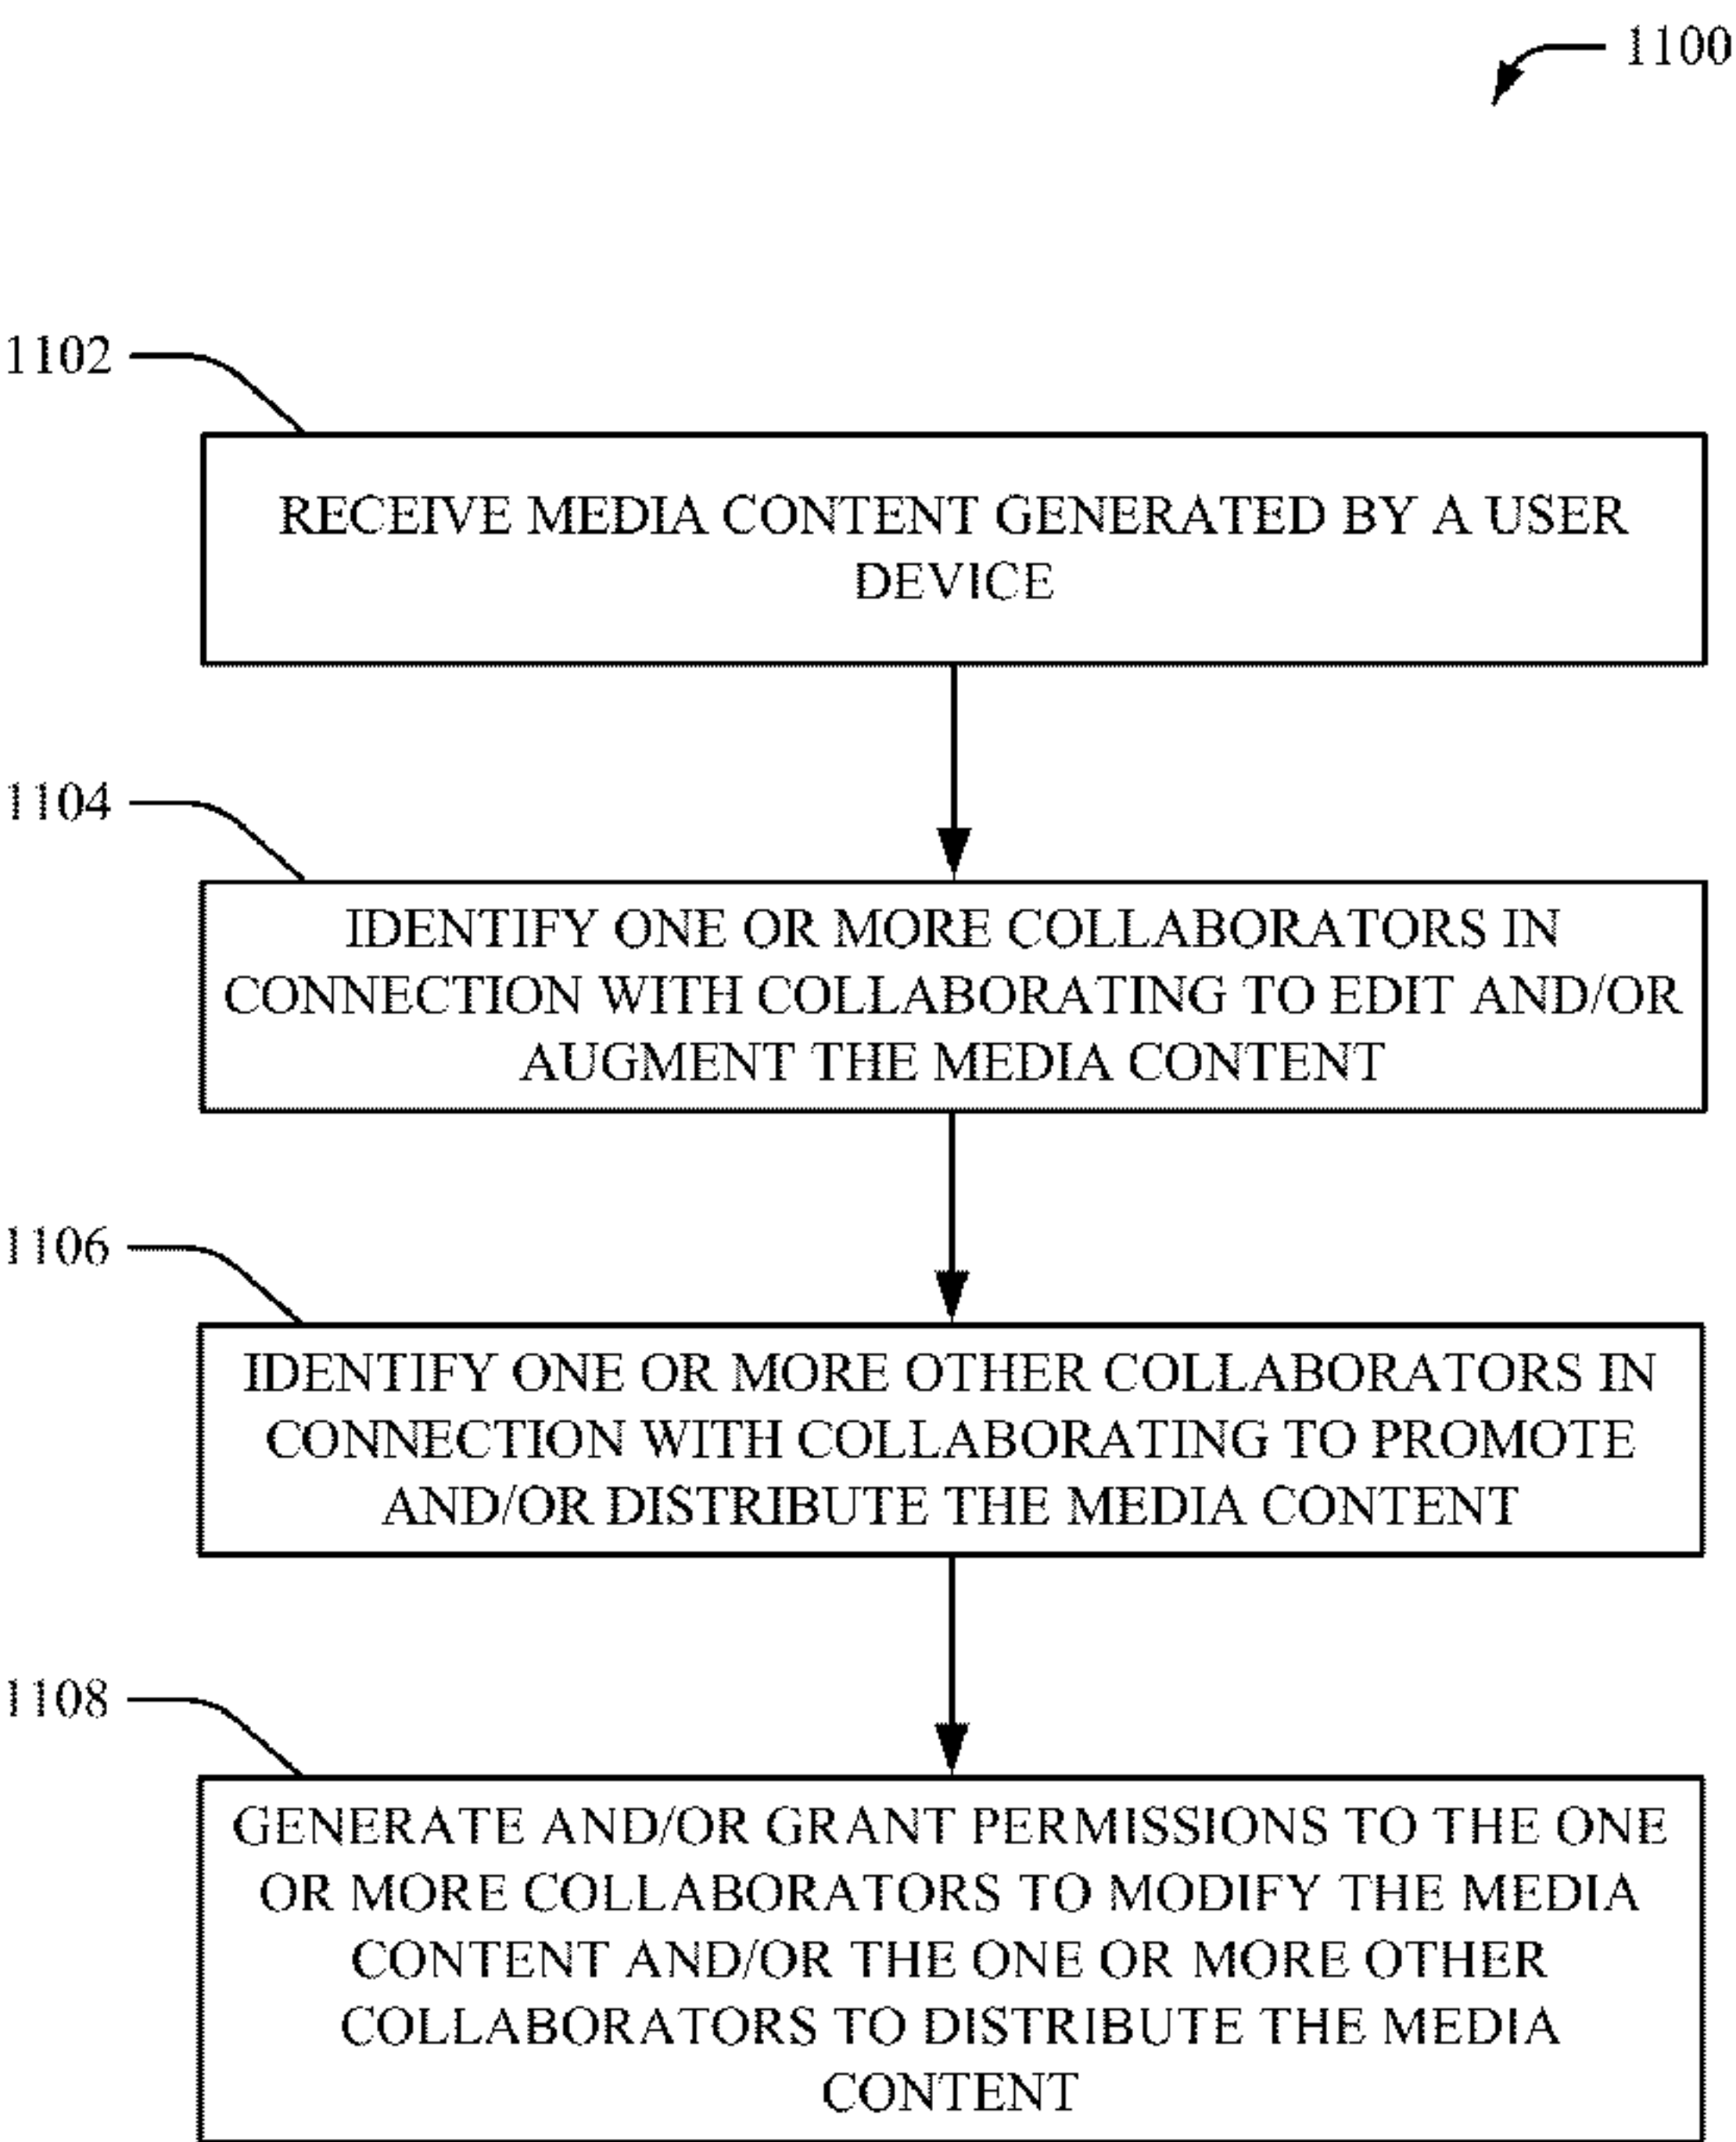 1100
1102
RECEIVE MEDIA CONTENT GENERATED BY A USER
DEVICE
1104
IDENTIFY ONE OR MORE COLLABORATORS IN
CONNECTION WITH COLLABORATING TO EDIT AND/OR
AUGMENT THE MEDIA CONTENT
1106
IDENTIFY ONE OR MORE OTHER COLLABORATORS IN
CONNECTION WITH COLLABORATING TO PROMOTE
AND/OR DISTRIBUTE THE MEDIA CONTENT
1108
GENERATE AND/OR GRANT PERMISSIONS TO THE ONE
OR MORE COLLABORATORS TO MODIFY THE MEDIA
CONTENT AND/OR THE ONE OR MORE OTHER
COLLABORATORS TO DISTRIBUTE THE MEDIA
CONTENT